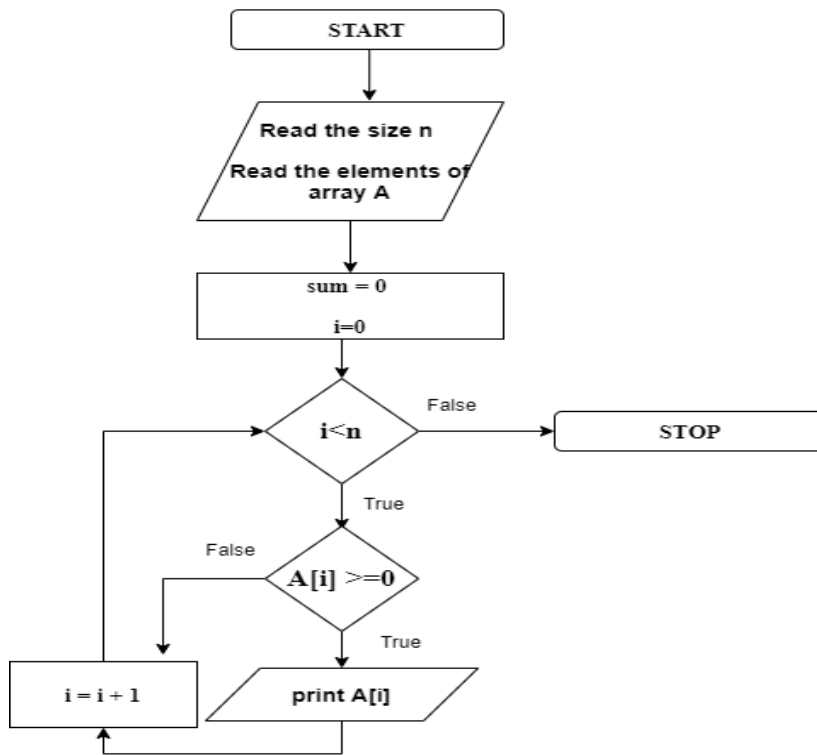 START
Read the size n
Read the elements of
array A
sum = 0
i=0
i<n
False
STOP
True
False
A[i] >=0
True
i = i + 1
print A[i]